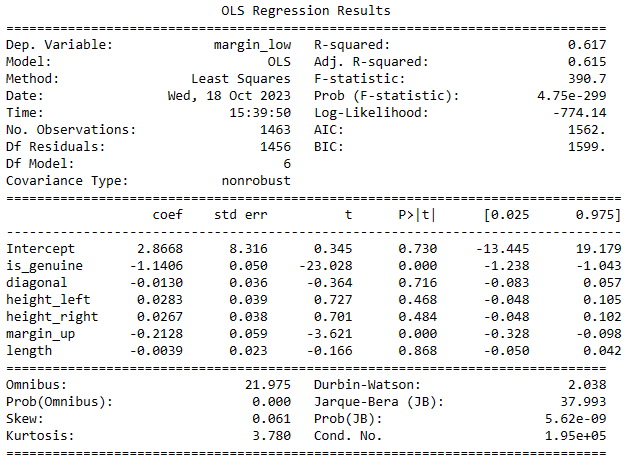 OLS Regression Results
==============================================================================
Dep. Variable: margin_low R-squared: 0.617
Model: OLS Adj. R-squared: 0.615
Method: Least Squares F-statistic: 390.7
Date: Wed, 18 Oct 2023 Prob (F-statistic): 4.75e-299
Time: 15:39:50 Log-Likelihood: -774.14
No. Observations: 1463 AIC: 1562.
Df Residuals: 1456 BIC: 1599.
Df Model: 6
Covariance Type: nonrobust
================================================================================
coef std err t P>|t| [0.025 0.975]
--------------------------------------------------------------------------------
Intercept 2.8668 8.316 0.345 0.730 -13.445 19.179
is_genuine -1.1406 0.050 -23.028 0.000 -1.238 -1.043
diagonal -0.0130 0.036 -0.364 0.716 -0.083 0.057
height_left 0.0283 0.039 0.727 0.468 -0.048 0.105
height_right 0.0267 0.038 0.701 0.484 -0.048 0.102
margin_up -0.2128 0.059 -3.621 0.000 -0.328 -0.098
length -0.0039 0.023 -0.166 0.868 -0.050 0.042
==============================================================================
Omnibus: 21.975 Durbin-Watson: 2.038
Prob(Omnibus): 0.000 Jarque-Bera (JB): 37.993
Skew: 0.061 Prob(JB): 5.62e-09
Kurtosis: 3.780 Cond. No. 1.95e+05
==============================================================================